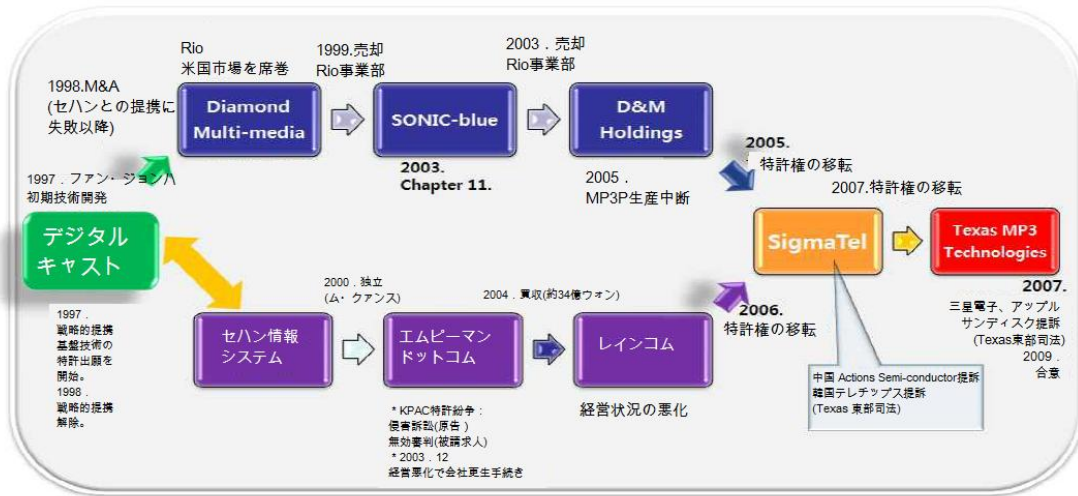 1998.M&A
(セハンとの提携に
失敗以降)
Rio
米国市場を席巻
1999.売却
Rio事業部
2003．売却
Rio事業部
Diamond
Multi-media
SONIC-blue
D&M
Holdings
2003.
Chapter 11.
2005．
MP3P生産中断
2005.
特許権の移転
1997．ファン・ジョンハ
初期技術開発
デジタル
キャスト
2007.特許権の移転
SigmaTel
Texas MP3
Technologies
2007.
三星電子、アップル
サンディスク提訴
(Texas東部司法)
2009．
合意
1997．
戦略的提携
基盤技術の
特許出願を
開始。
1998．
戦略的提携
解除。
2000．独立
(ム・クァンス)
2004．買収(約34億ウォン)
セハン情報
システム
エムピーマン
ドットコム
レインコム
2006.
特許権の移転
経営状況の悪化
* KPAC特許紛争：
侵害訴訟(原告)
無効審判(被請求人)
* 2003．12
経営悪化で会社更生手続き
中国 Actions Semi-conductor提訴
韓国テレチップス提訴
(Texas 東部司法)